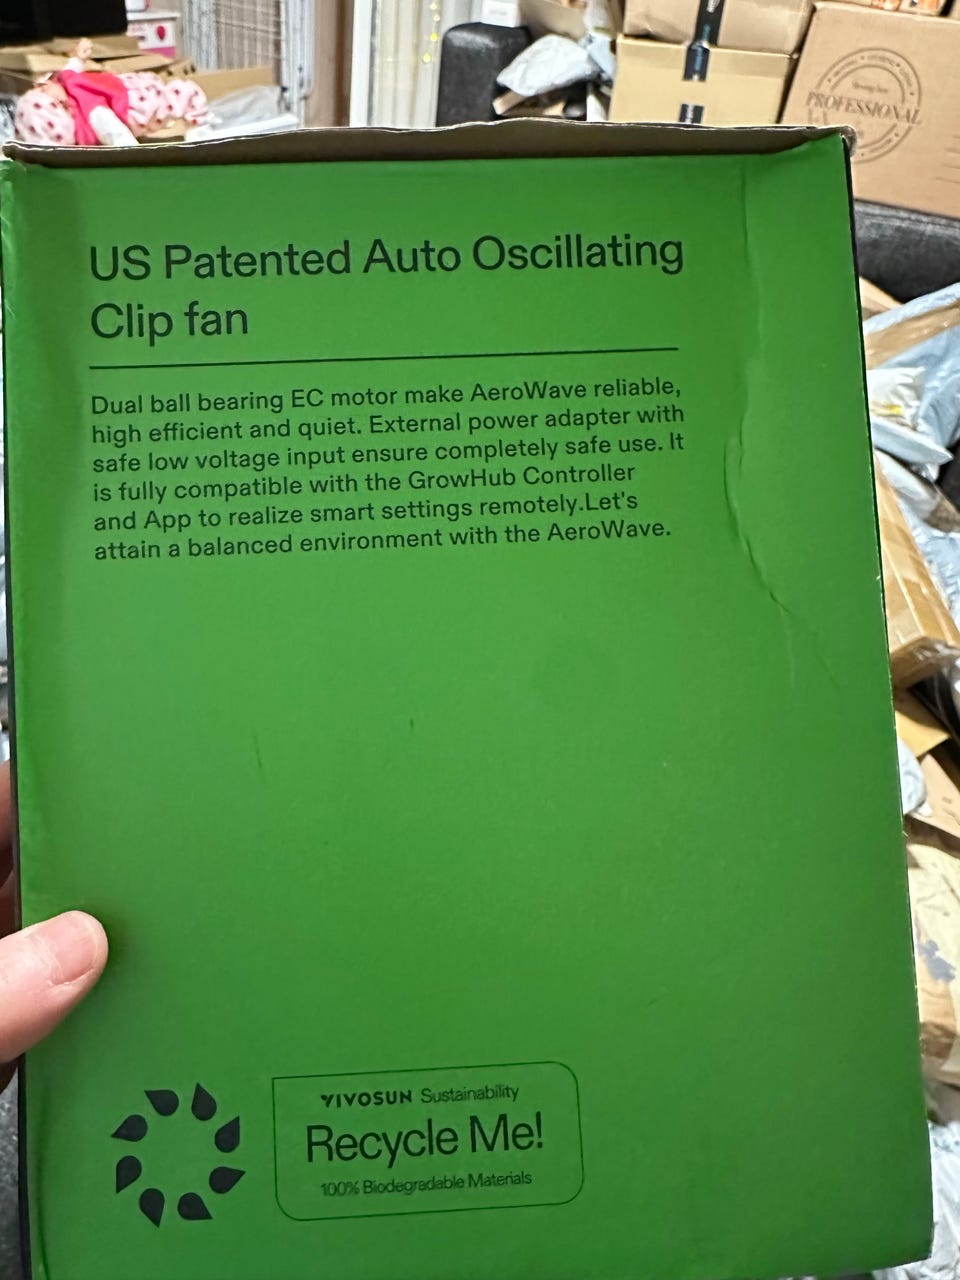 PROFESSIONAL
US Patented Auto Oscillating
Clip fan
Dual ball bearing EC motor make AeroWave reliable,
high efficient and quiet. External power adapter with
safe low voltage input ensure completely safe use. It
is fully compatible with the GrowHub Controller
and App to realize smart settings remotely.Let's
attain a balanced environment with the AeroWave.
VIVOSUN Sustainability
Recycle Me!
100% Biodegradable Materials